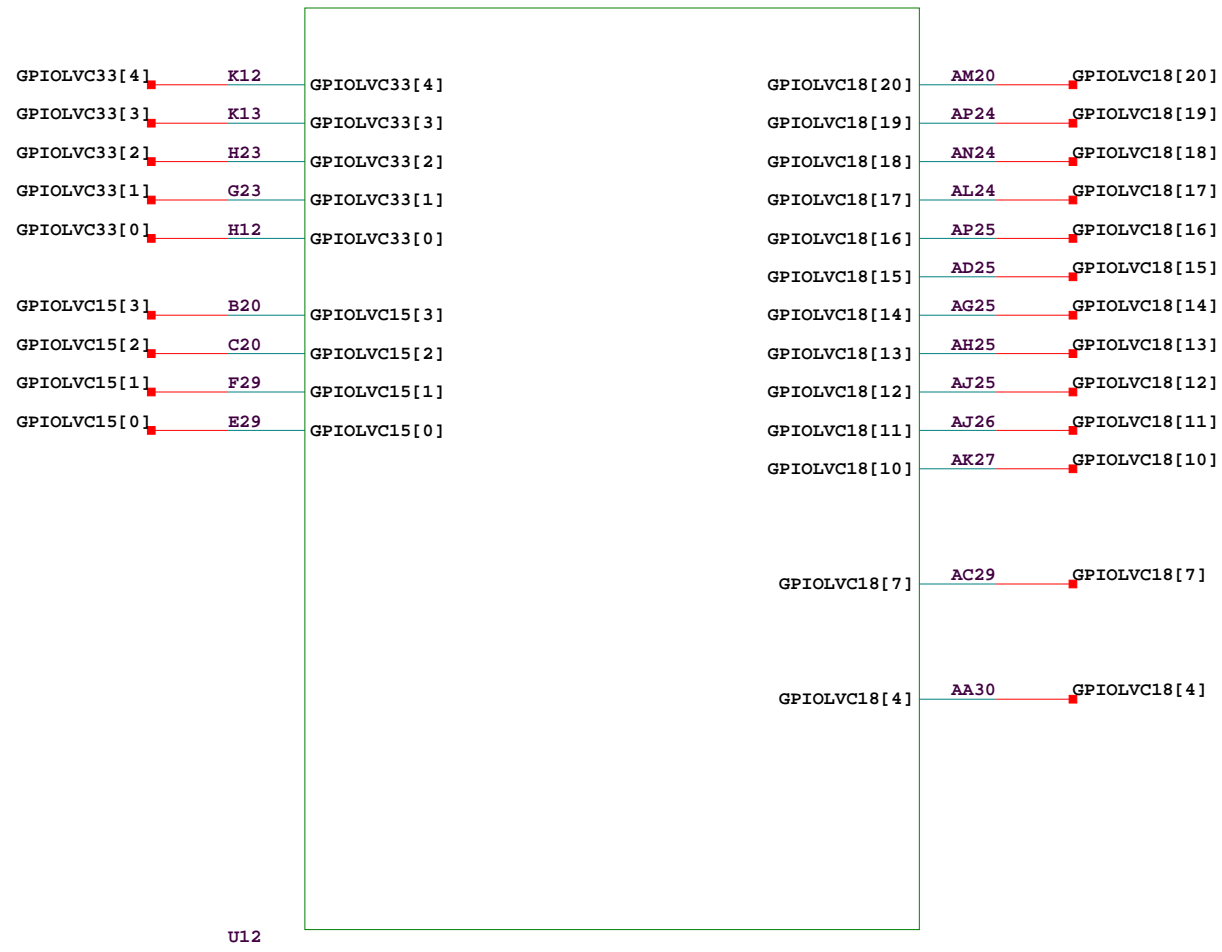 GPIOLVC33[4] K12 GPIOLVC33[4] GPIOLVC18[20] AM20 GPIOLVC18[20]
GPIOLVC33[3] K13 GPIOLVC33[3] GPIOLVC18[19] AP24 GPIOLVC18[19]
GPIOLVC33[2] H23 GPIOLVC33[2] GPIOLVC18[18] AN24 GPIOLVC18[18]
GPIOLVC33[1] G23 GPIOLVC33[1] GPIOLVC18[17] AL24 GPIOLVC18[17]
GPIOLVC33[0] H12 GPIOLVC33[0] GPIOLVC18[16] AP25 GPIOLVC18[16]
GPIOLVC18[15] AD25 GPIOLVC18[15]
GPIOLVC15[3] B20 GPIOLVC15[3] GPIOLVC18[14] AG25 GPIOLVC18[14]
GPIOLVC15[2] C20 GPIOLVC15[2] GPIOLVC18[13] AH25 GPIOLVC18[13]
GPIOLVC15[1] F29 GPIOLVC15[1] GPIOLVC18[12] AJ25 GPIOLVC18[12]
GPIOLVC15[0] E29 GPIOLVC15[0] GPIOLVC18[11] AJ26 GPIOLVC18[11]
GPIOLVC18[10] AK27 GPIOLVC18[10]
GPIOLVC18[7] AC29 GPIOLVC18[7]
GPIOLVC18[4] AA30 GPIOLVC18[4]
U12